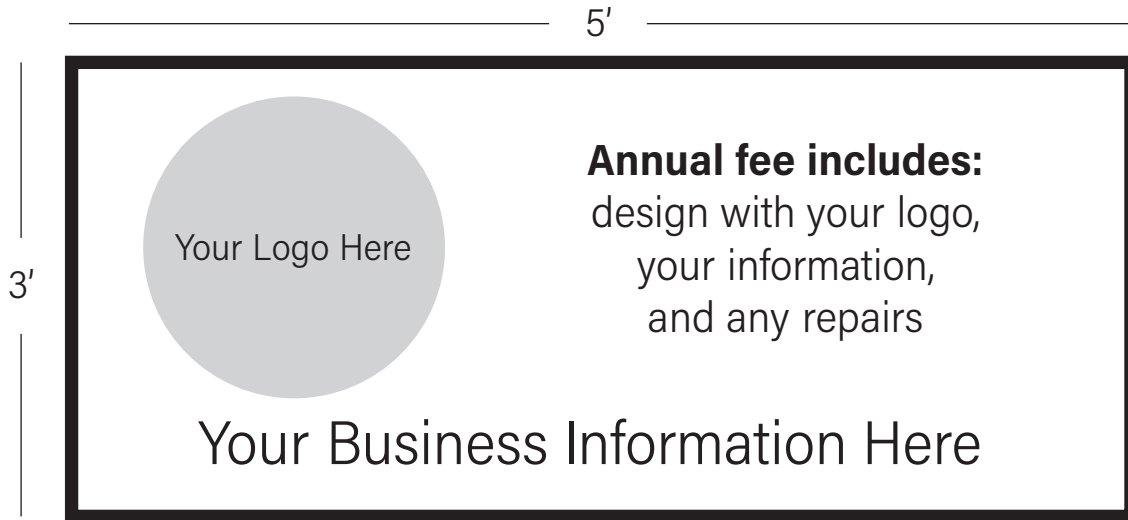 5’
3’
Your Logo Here
Annual fee includes:
design with your logo,
your information,
and any repairs
Your Business Information Here